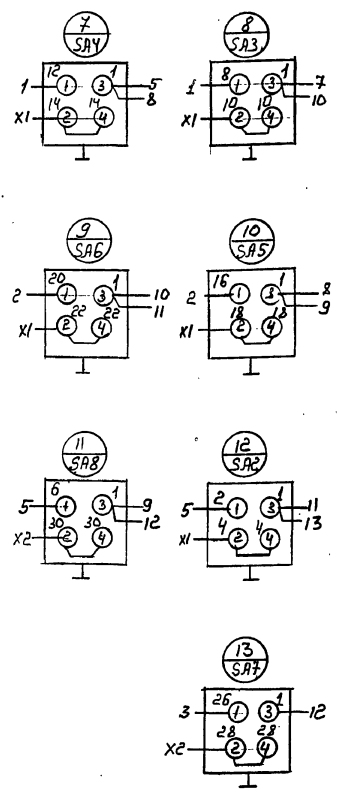 7
SA4
12 1
1 1 3 5
8
14 14
X1 2 4
8
SA3
8 1
1 1 3 7
10
10 10
X1 2 4
9
SA6
20 1
2 1 3 10
11
22 22
X1 2 4
10
SA5
16 1
2 1 3 8
9
18 18
X1 2 4
11
SA8
6 1
5 1 3 9
12
30 30
X2 2 4
12
SA2
2 1
5 1 3 11
13
4 4
X1 2 4
13
SA7
26 1
3 1 3 12
28 28
X2 2 4